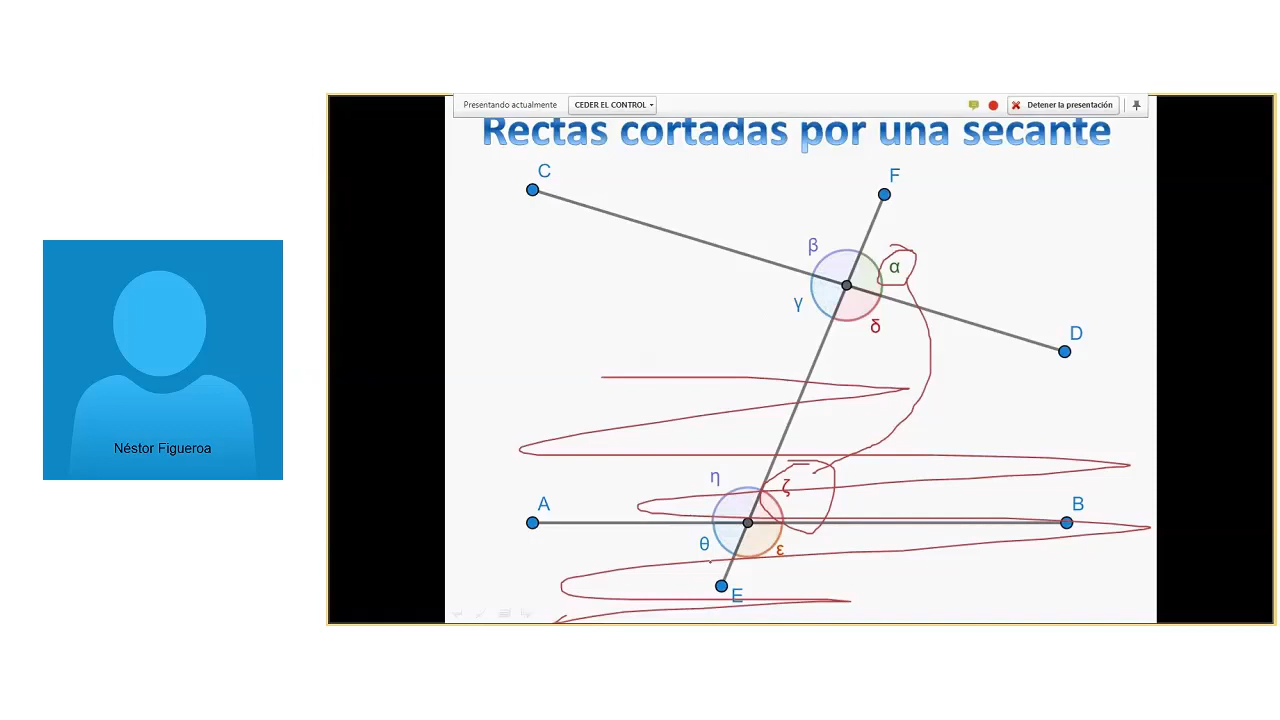 Presentando actualmente CEDER EL CONTROL Detener la presentación
Rectas cortadas por una secante
C
F
β
α
γ
δ
D
η
ζ
A
B
θ
ε
E
Néstor Figueroa